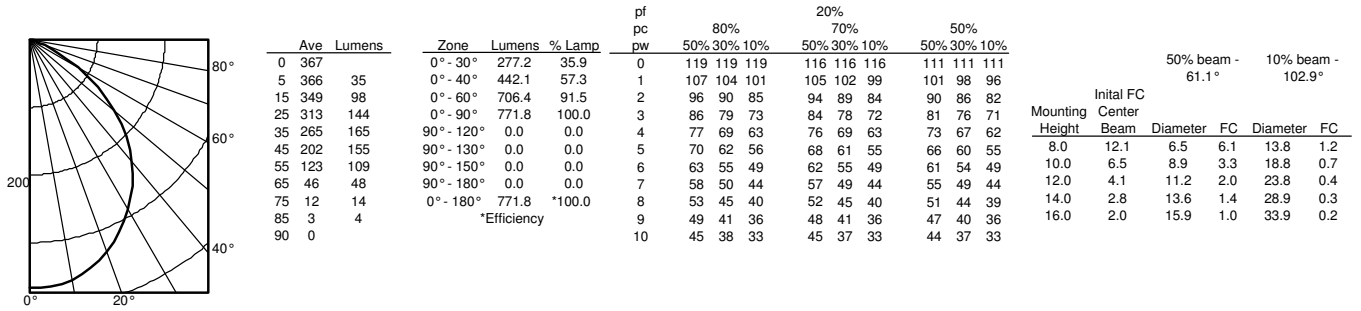 80°
60°
40°
200
0° 20°
Ave Lumens
0 367
5 366 35
15 349 98
25 313 144
35 265 165
45 202 155
55 123 109
65 46 48
75 12 14
85 3 4
90 0
Zone Lumens % Lamp
0°- 30° 277.2 35.9
0°- 40° 442.1 57.3
0°- 60° 706.4 91.5
0°- 90° 771.8 100.0
90°- 120° 0.0 0.0
90°- 130° 0.0 0.0
90°- 150° 0.0 0.0
90°- 180° 0.0 0.0
0°- 180° 771.8 *100.0
*Efficiency
pf 20%
pc 80% 70% 50%
pw 50% 30% 10% 50% 30% 10% 50% 30% 10%
0 119 119 119 116 116 116 111 111 111
1 107 104 101 105 102 99 101 98 96
2 96 90 85 94 89 84 90 86 82
3 86 79 73 84 78 72 81 76 71
4 77 69 63 76 69 63 73 67 62
5 70 62 56 68 61 55 66 60 55
6 63 55 49 62 55 49 61 54 49
7 58 50 44 57 49 44 55 49 44
8 53 45 40 52 45 40 51 44 39
9 49 41 36 48 41 36 47 40 36
10 45 38 33 45 37 33 44 37 33
50% beam - 10% beam -
61.1° 102.9°
Inital FC
Mounting Center
Height Beam Diameter FC Diameter FC
8.0 12.1 6.5 6.1 13.8 1.2
10.0 6.5 8.9 3.3 18.8 0.7
12.0 4.1 11.2 2.0 23.8 0.4
14.0 2.8 13.6 1.4 28.9 0.3
16.0 2.0 15.9 1.0 33.9 0.2